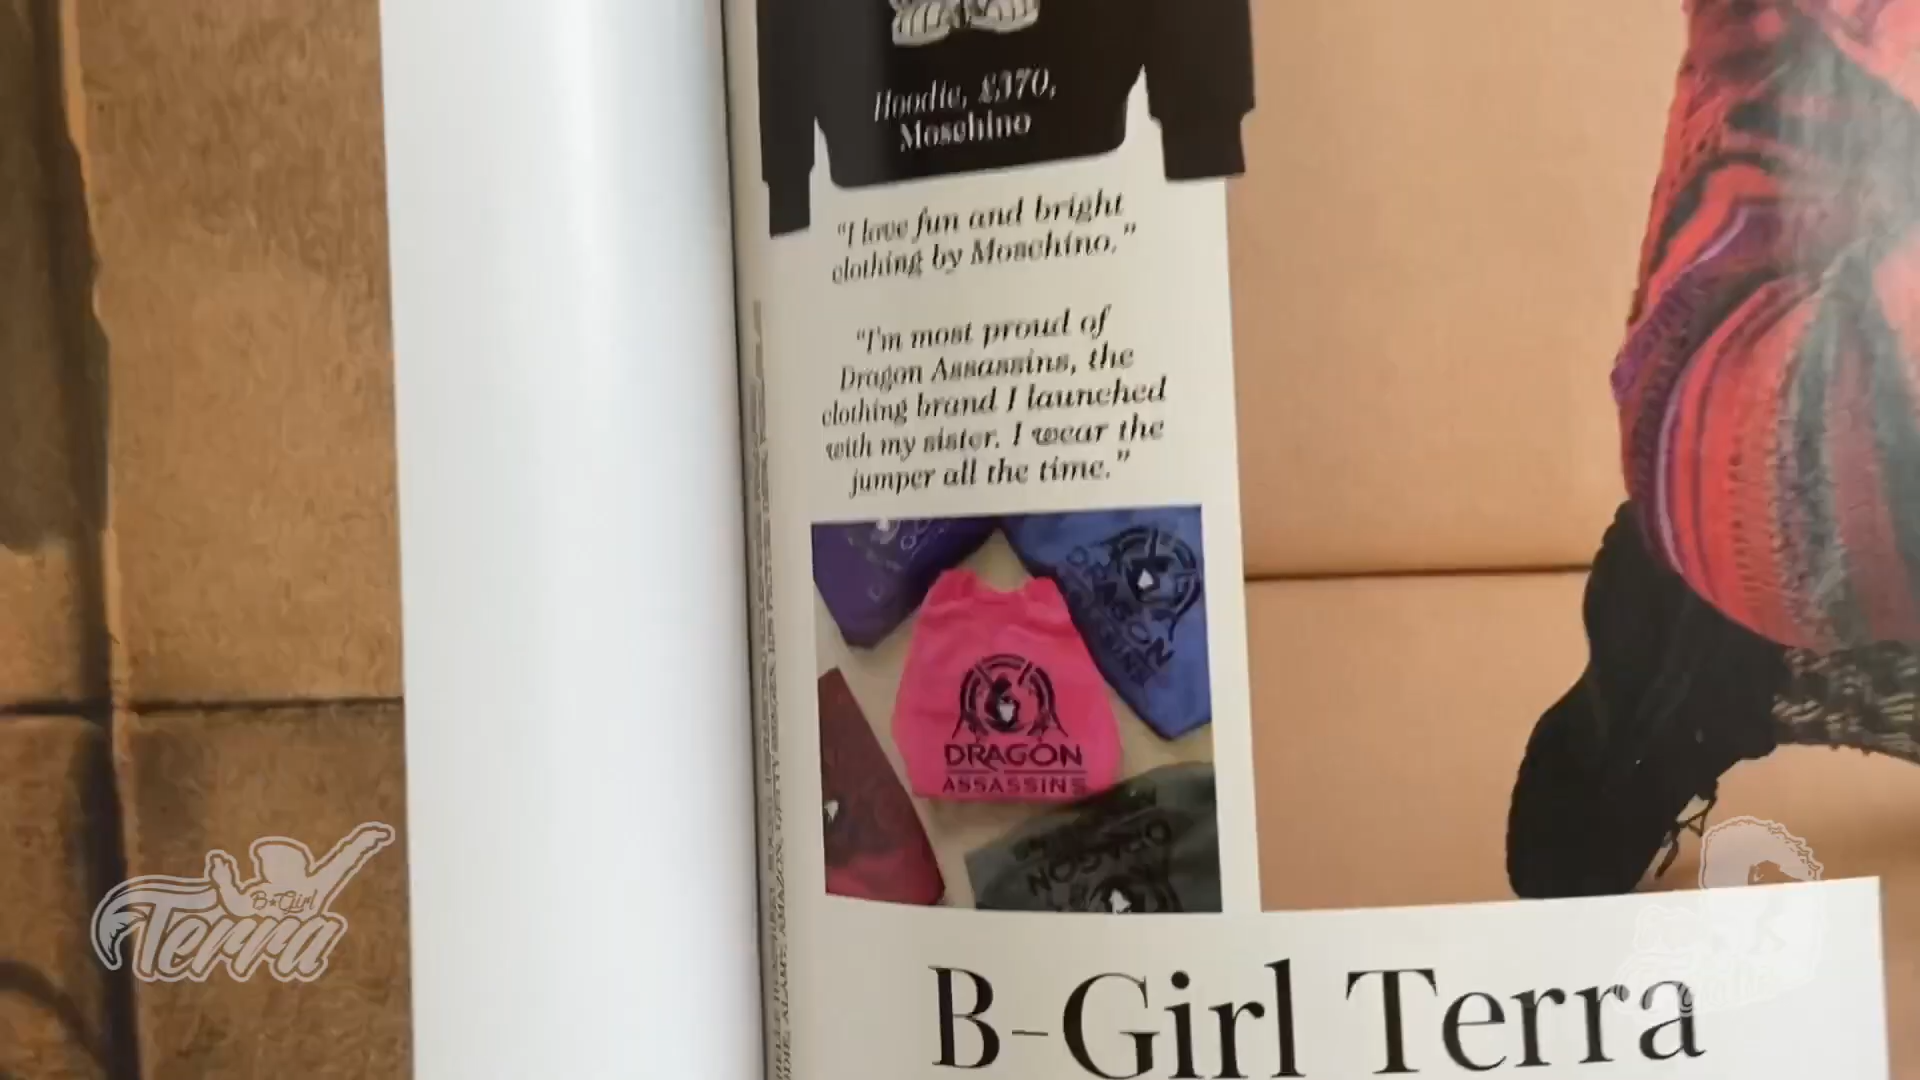 Hoodie, £370,
Moschino
"I love fun and bright
clothing by Moschino."
"I'm most proud of
Dragon Assassins, the
clothing brand I launched
with my sister. I wear the
jumper all the time."
DRAGON
ASSASSINS
B-Girl Terra
B★Girl
Terra